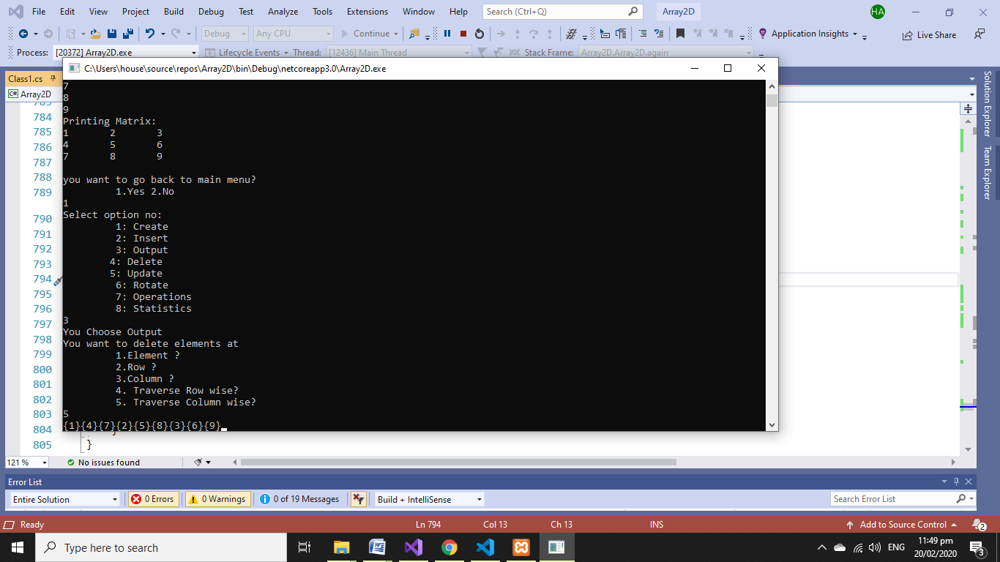 File Edit View Project Build Debug Test Analyze Tools Extensions Window Help Search (Ctrl+Q) Array2D HA
Debug Any CPU Continue Application Insights Live Share
Process: [20372] Array2D.exe Lifecycle Events Thread: [12436] Main Thread Stack Frame: Array2D.Array2D.again
C:\Users\house\source\repos\Array2D\bin\Debug\netcoreapp3.0\Array2D.exe
Class1.cs
Array2D
Solution Explorer
Team Explorer
783
784
785
786
787
788
789
790
791
792
793
794
795
796
797
798
799
800
801
802
803
804
805 }
7
8
9
Printing Matrix:
1 2 3
4 5 6
7 8 9
you want to go back to main menu?
1.Yes 2.No
1
Select option no:
1: Create
2: Insert
3: Output
4: Delete
5: Update
6: Rotate
7: Operations
8: Statistics
3
You Choose Output
You want to delete elements at
1.Element ?
2.Row ?
3.Column ?
4. Traverse Row wise?
5. Traverse Column wise?
5
{1}{4}{7}{2}{5}{8}{3}{6}{9}
121 % No issues found
Error List
Entire Solution 0 Errors 0 Warnings 0 of 19 Messages Build + IntelliSense Search Error List
Ready Ln 794 Col 13 Ch 13 INS Add to Source Control 2
Type here to search ENG 11:49 pm
20/02/2020 3